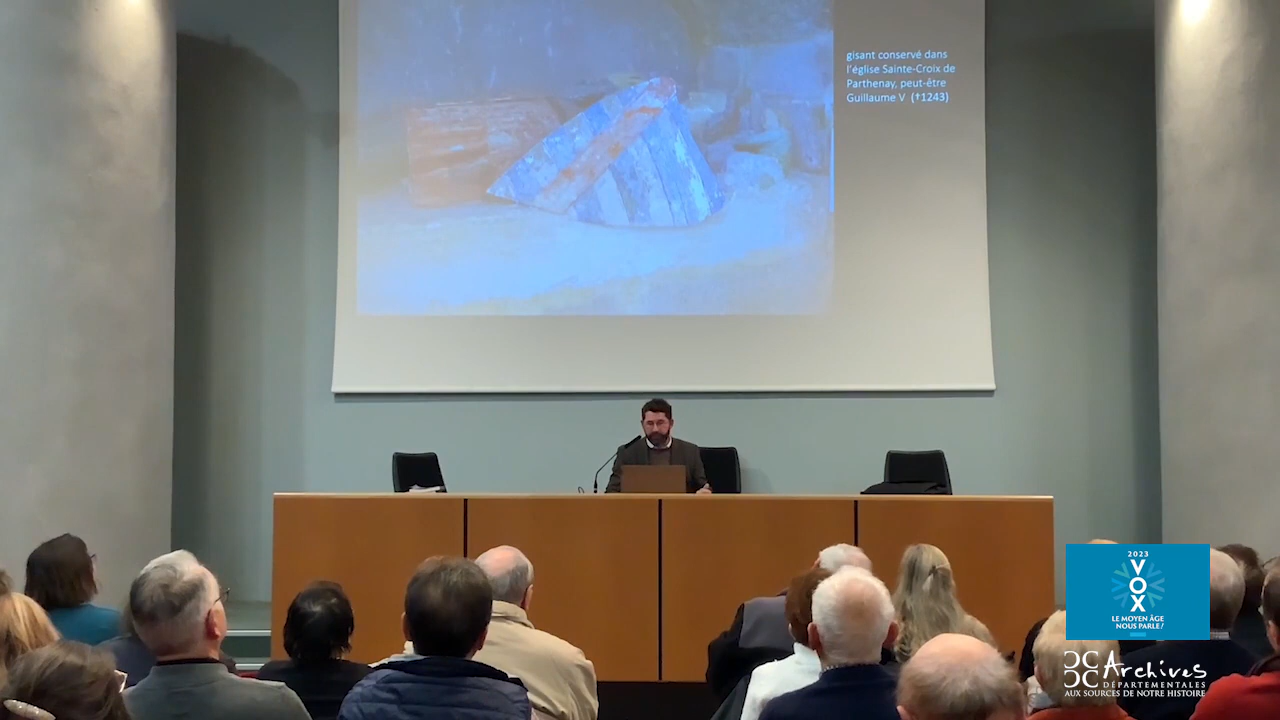 gisant conservé dans
l'église Sainte-Croix de
Parthenay, peut-être
Guillaume V (†1243)
2023
VOX
LE MOYEN ÂGE
NOUS PARLE !
Archives
DÉPARTEMENTALES
AUX SOURCES DE NOTRE HISTOIRE